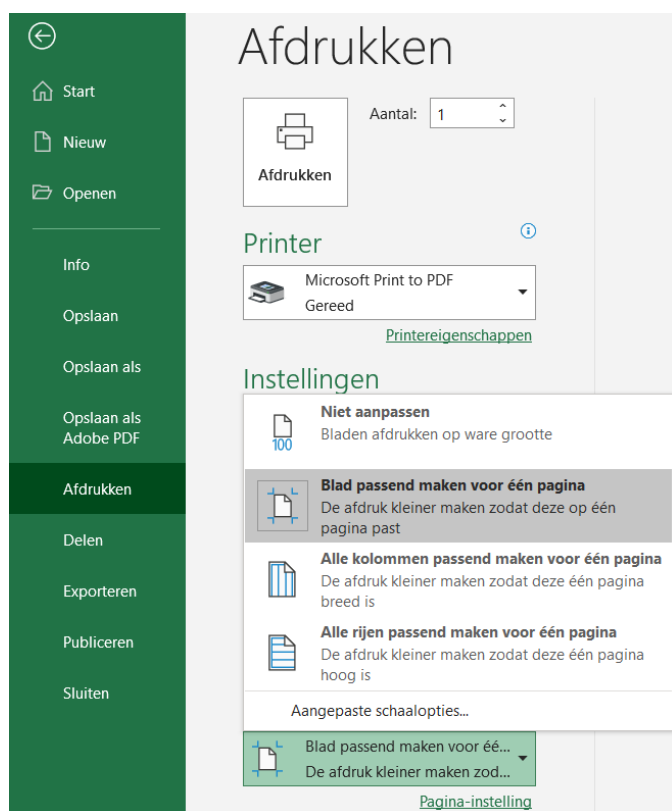 Afdrukken
Start
Nieuw
Openen
Info
Opslaan
Opslaan als
Opslaan als
Adobe PDF
Afdrukken
Delen
Exporteren
Publiceren
Sluiten
Aantal: 1
Afdrukken
Printer
Microsoft Print to PDF
Gereed
Printereigenschappen
Instellingen
Niet aanpassen
Bladen afdrukken op ware grootte
100
Blad passend maken voor één pagina
De afdruk kleiner maken zodat deze op één
pagina past
Alle kolommen passend maken voor één pagina
De afdruk kleiner maken zodat deze één pagina
breed is
Alle rijen passend maken voor één pagina
De afdruk kleiner maken zodat deze één pagina
hoog is
Aangepaste schaalopties...
Blad passend maken voor éé...
De afdruk kleiner maken zod...
Pagina-instelling